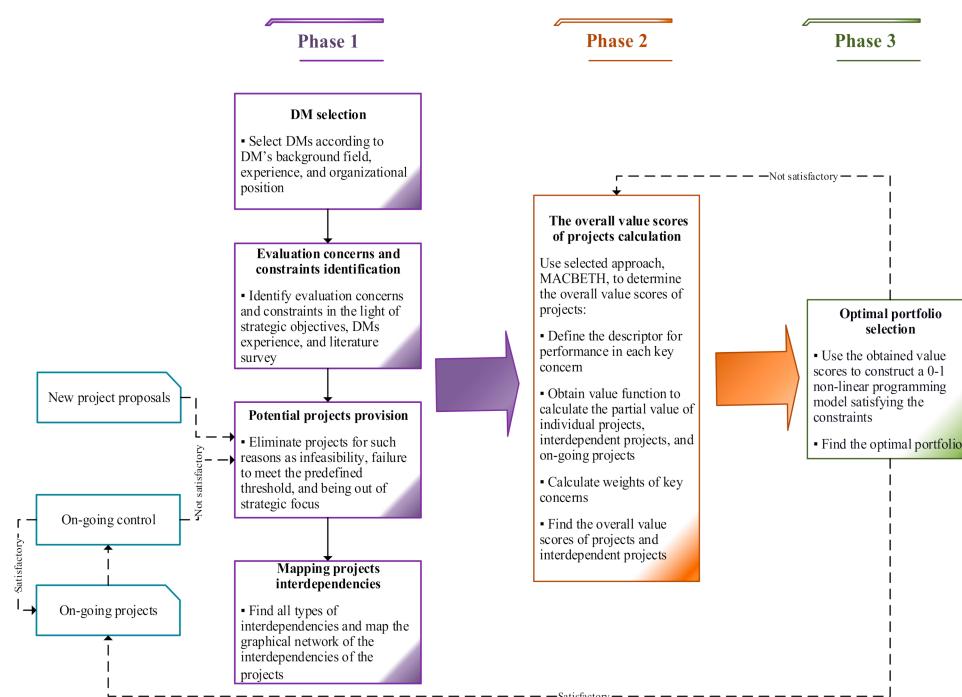 Phase 1
Phase 2
Phase 3
DM selection
▪ Select DMs according to
DM's background field,
experience, and organizational
position
Evaluation concerns and
constraints identification
▪ Identify evaluation concerns
and constraints in the light of
strategic objectives, DMs
experience, and literature
survey
Potential projects provision
▪ Eliminate projects for such
reasons as infeasibility, failure
to meet the predefined
threshold, and being out of
strategic focus
Mapping projects
interdependencies
▪ Find all types of
interdependencies and map the
graphical network of the
interdependencies of the
projects
New project proposals
On-going control
On-going projects
Not satisfactory
Satisfactory
The overall value scores
of projects calculation
Use selected approach,
MACBETH, to determine
the overall value scores of
projects:
▪ Define the descriptor for
performance in each key
concern
▪ Obtain value function to
calculate the partial value of
individual projects,
interdependent projects, and
on-going projects
▪ Calculate weights of key
concerns
▪ Find the overall value
scores of projects and
interdependent projects
Not satisfactory
Optimal portfolio
selection
▪ Use the obtained value
scores to construct a 0-1
non-linear programming
model satisfying the
constraints
▪ Find the optimal portfolio
Satisfactory